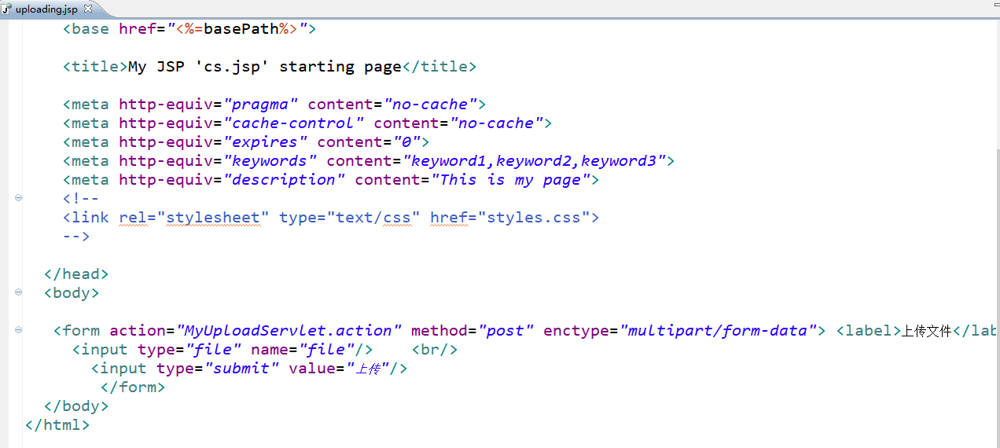 uploading.jsp
<base href="<%=basePath%>">
<title>My JSP 'cs.jsp' starting page</title>
<meta http-equiv="pragma" content="no-cache">
<meta http-equiv="cache-control" content="no-cache">
<meta http-equiv="expires" content="0">
<meta http-equiv="keywords" content="keyword1,keyword2,keyword3">
<meta http-equiv="description" content="This is my page">
<!--
<link rel="stylesheet" type="text/css" href="styles.css">
-->
</head>
<body>
<form action="MyUploadServlet.action" method="post" enctype="multipart/form-data"> <label>上传文件</lab
<input type="file" name="file"/> <br/>
<input type="submit" value="上传"/>
</form>
</body>
</html>